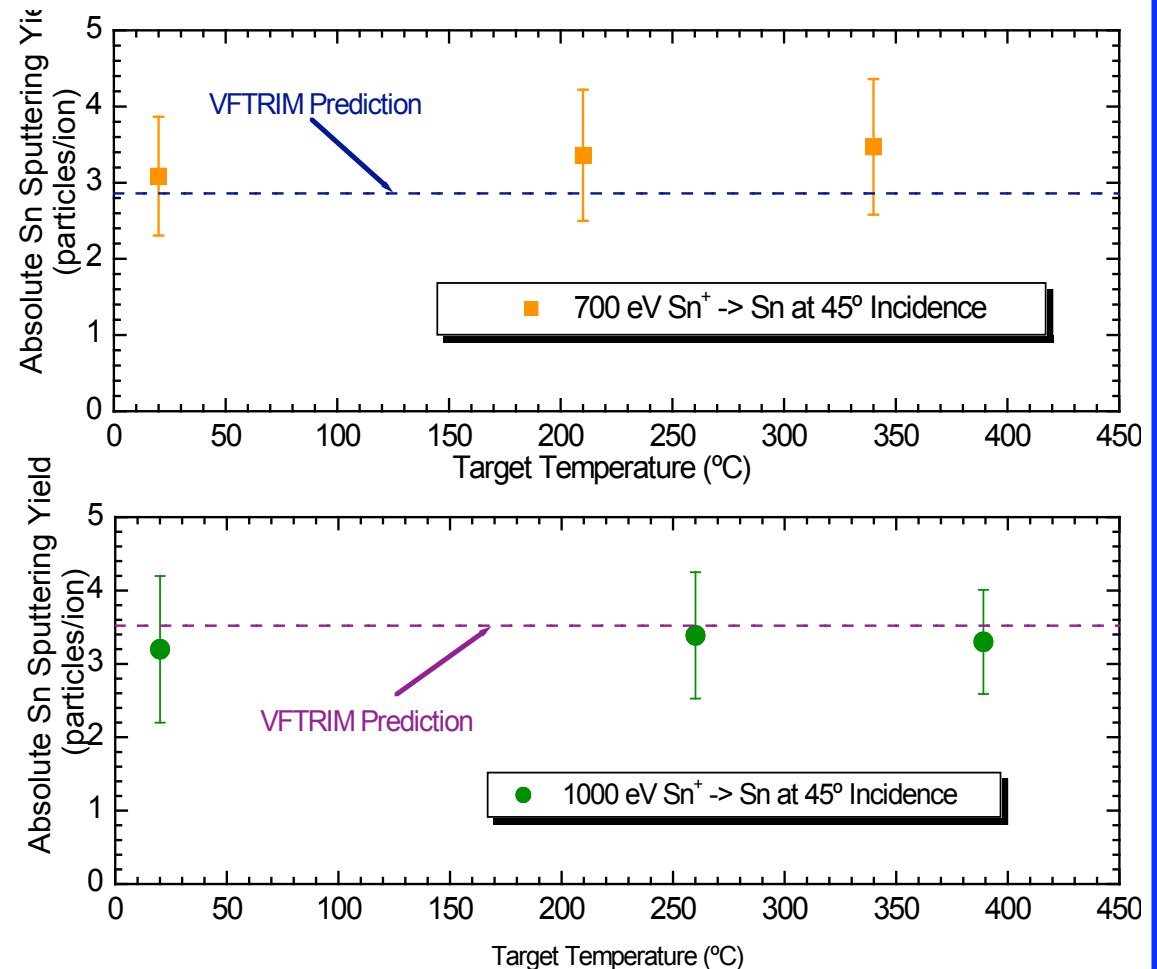 Absolute Sn Sputtering
(particles/ion)
5
4
3
2
1
0
VFTRIM Prediction
700 eV Sn⁺ -> Sn at 45º Incidence
0 50 100 150 200 250 300 350 400 450
Target Temperature (ºC)
Absolute Sn Sputtering Yield
(particles/ion)
5
4
3
2
1
0
VFTRIM Prediction
1000 eV Sn⁺ -> Sn at 45º Incidence
0 50 100 150 200 250 300 350 400 450
Target Temperature (ºC)